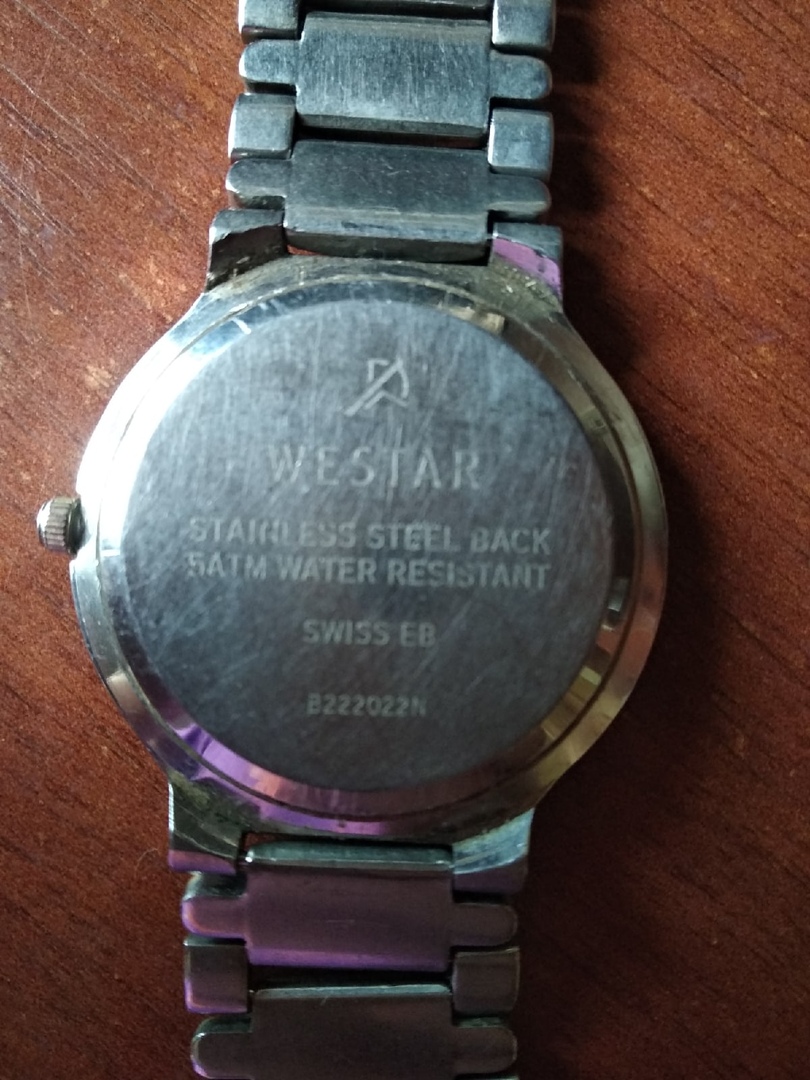 WESTAR
STAINLESS STEEL BACK
5ATM WATER RESISTANT
SWISS EB
B222022N